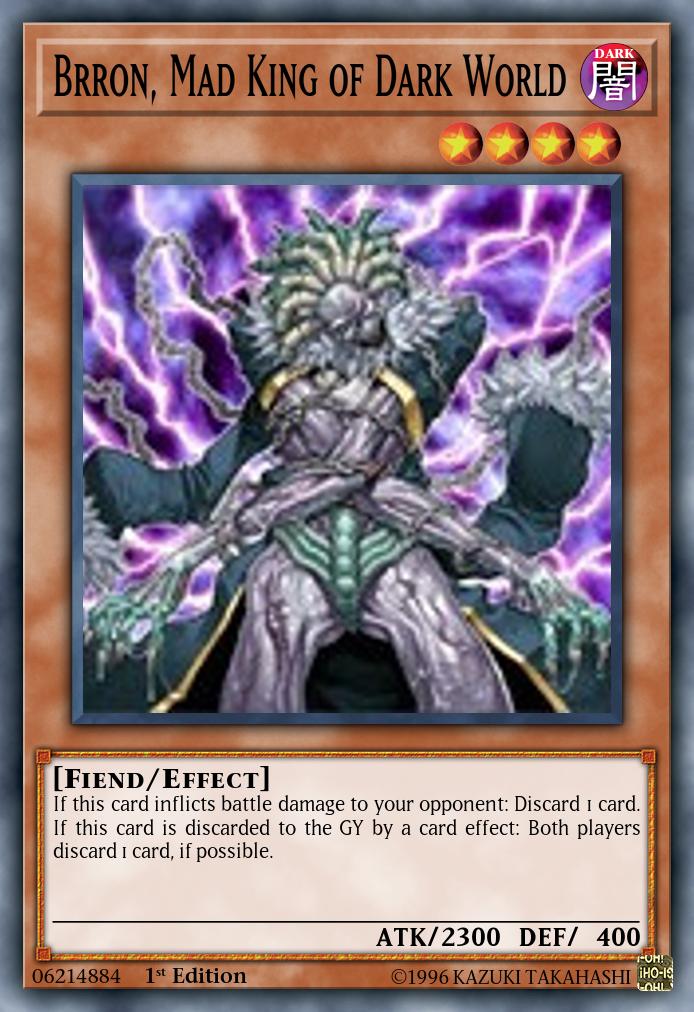 Brron, Mad King of Dark World
DARK
闇
[Fiend/Effect]
If this card inflicts battle damage to your opponent: Discard 1 card.
If this card is discarded to the GY by a card effect: Both players
discard 1 card, if possible.
ATK/2300 DEF/ 400
06214884 1st Edition ©1996 KAZUKI TAKAHASHI